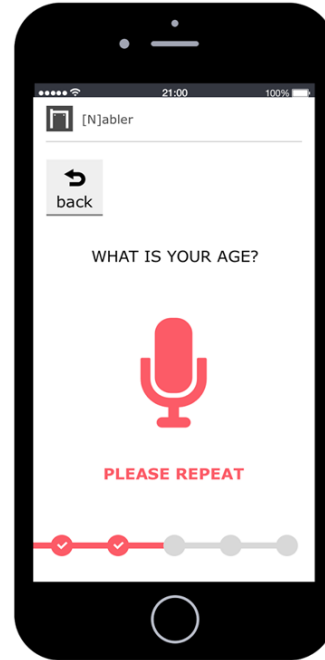 21:00
100%
[N]abler
back
WHAT IS YOUR AGE?
PLEASE REPEAT